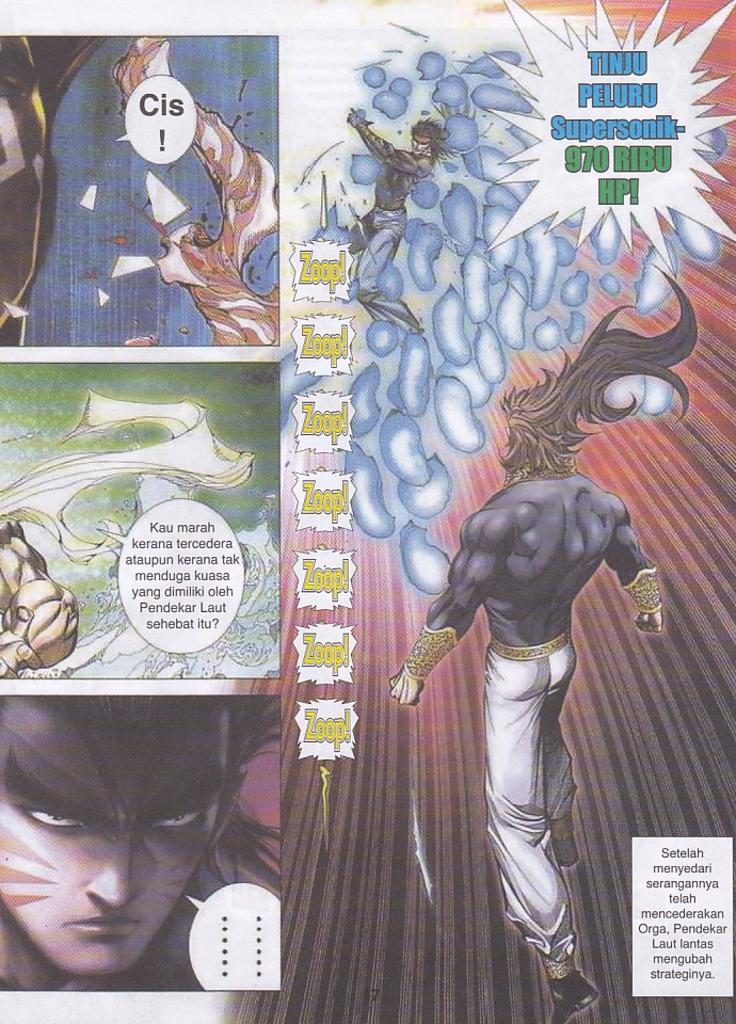 Cis
!
TINJU
PELURU
Supersonik-
970 RIBU
HP!
Zoop!
Zoop!
Zoop!
Zoop!
Zoop!
Zoop!
Zoop!
Kau marah
kerana tercedera
ataupun kerana tak
menduga kuasa
yang dimiliki oleh
Pendekar Laut
sehebat itu?
Setelah
menyedari
serangannya
telah
mencederakan
Orga, Pendekar
Laut lantas
mengubah
strateginya.
7